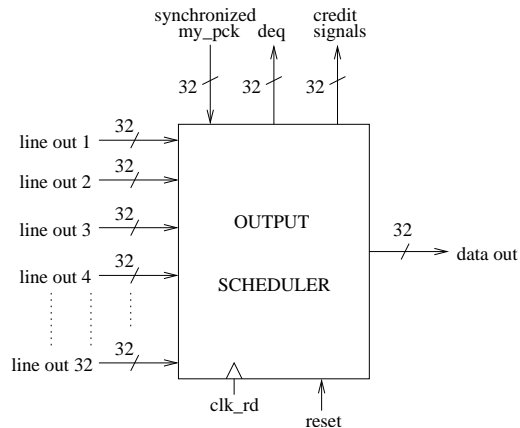 synchronized
my_pck
deq
credit
signals
32
32
32
line out 1
32
line out 2
32
line out 3
32
line out 4
32
line out 32
32
OUTPUT
SCHEDULER
32
data out
clk_rd
reset